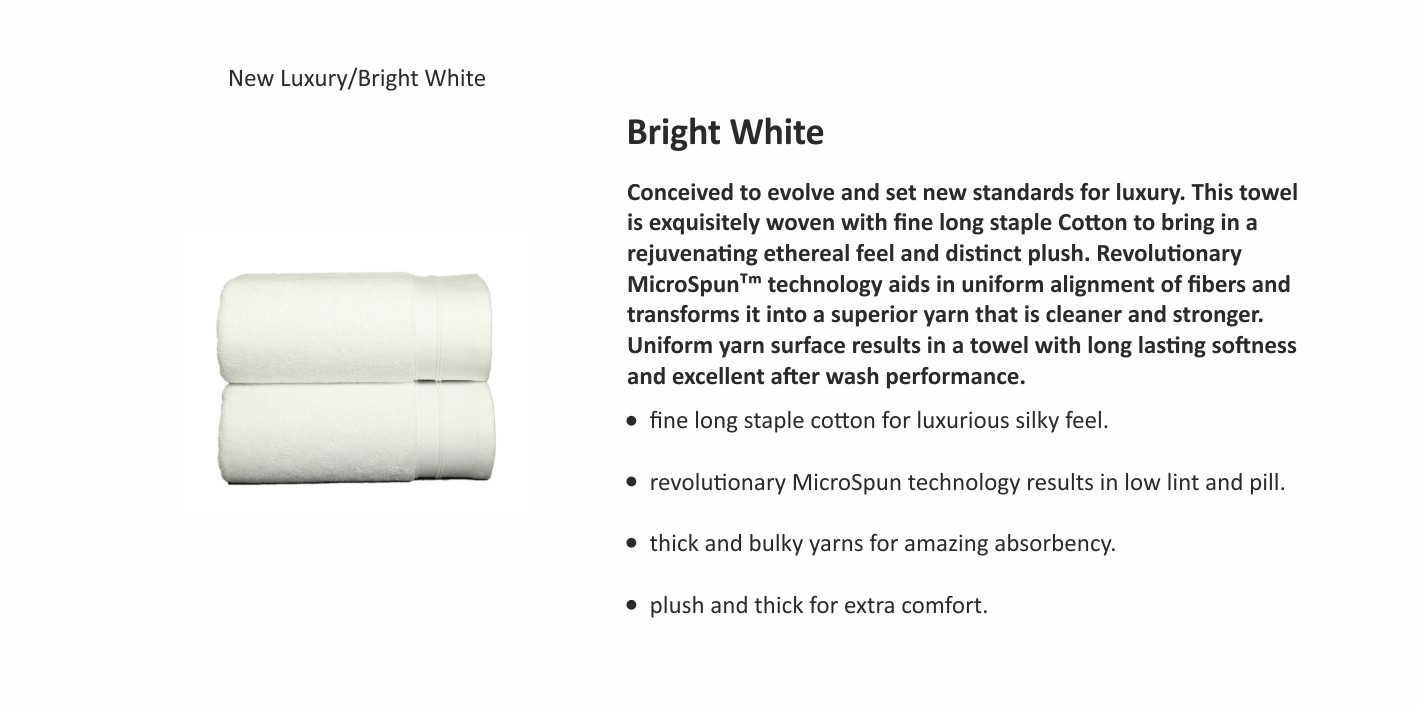 New Luxury/Bright White
Bright White
Conceived to evolve and set new standards for luxury. This towel
is exquisitely woven with fine long staple Cotton to bring in a
rejuvenating ethereal feel and distinct plush. Revolutionary
MicroSpun™ technology aids in uniform alignment of fibers and
transforms it into a superior yarn that is cleaner and stronger.
Uniform yarn surface results in a towel with long lasting softness
and excellent after wash performance.
• fine long staple cotton for luxurious silky feel.
• revolutionary MicroSpun technology results in low lint and pill.
• thick and bulky yarns for amazing absorbency.
• plush and thick for extra comfort.